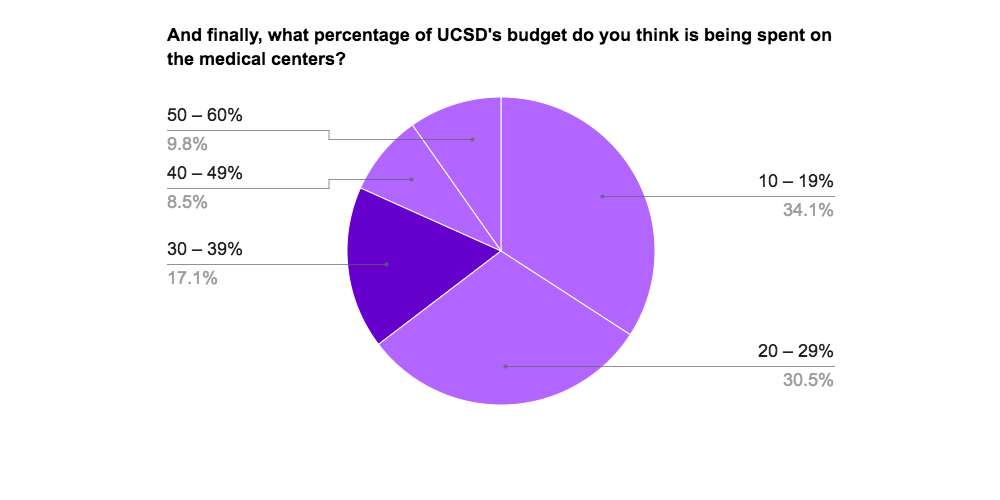 And finally, what percentage of UCSD's budget do you think is being spent on
the medical centers?
50 – 60%
9.8%
40 – 49%
8.5%
30 – 39%
17.1%
10 – 19%
34.1%
20 – 29%
30.5%